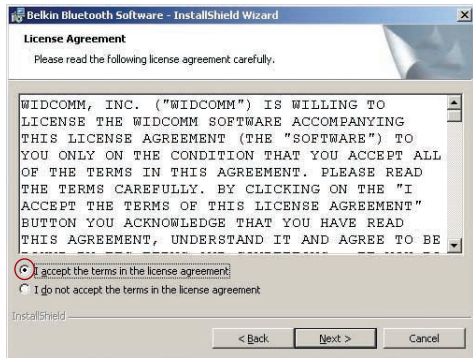 Belkin Bluetooth Software - InstallShield Wizard
License Agreement
Please read the following license agreement carefully.
WIDCOMM, INC. ("WIDCOMM") IS WILLING TO
LICENSE THE WIDCOMM SOFTWARE ACCOMPANYING
THIS LICENSE AGREEMENT (THE "SOFTWARE") TO
YOU ONLY ON THE CONDITION THAT YOU ACCEPT ALL
OF THE TERMS IN THIS AGREEMENT. PLEASE READ
THE TERMS CAREFULLY. BY CLICKING ON THE "I
ACCEPT THE TERMS OF THIS LICENSE AGREEMENT"
BUTTON YOU ACKNOWLEDGE THAT YOU HAVE READ
THIS AGREEMENT, UNDERSTAND IT AND AGREE TO BE
I accept the terms in the license agreement
I do not accept the terms in the license agreement
InstallShield
< Back Next > Cancel